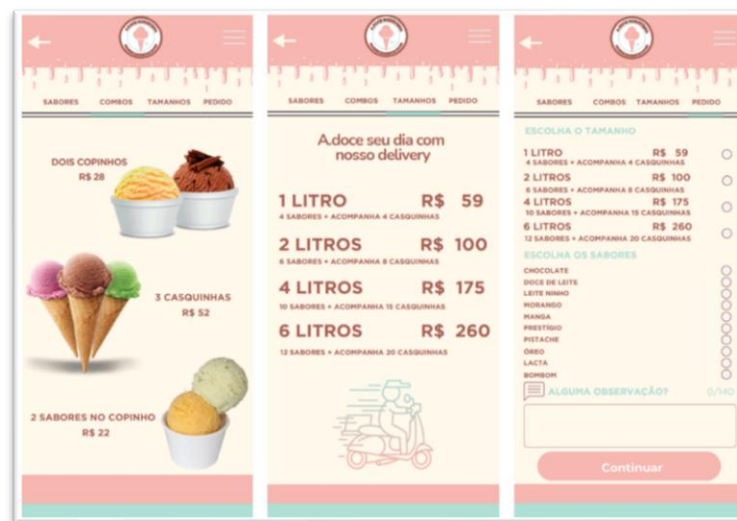 SABORES COMBOS TAMANHOS PEDIDO
DOIS COPINHOS
R$ 28
3 CASQUINHAS
R$ 52
2 SABORES NO COPINHO
R$ 22
SABORES COMBOS TAMANHOS PEDIDO
A.doce seu dia com
nosso delivery
1 LITRO R$ 59
4 SABORES + ACOMPANHA 4 CASQUINHAS
2 LITROS R$ 100
6 SABORES + ACOMPANHA 8 CASQUINHAS
4 LITROS R$ 175
10 SABORES + ACOMPANHA 15 CASQUINHAS
6 LITROS R$ 260
12 SABORES + ACOMPANHA 20 CASQUINHAS
SABORES COMBOS TAMANHOS PEDIDO
ESCOLHA O TAMANHO
1 LITRO R$ 59
4 SABORES + ACOMPANHA 4 CASQUINHAS
2 LITROS R$ 100
6 SABORES + ACOMPANHA 8 CASQUINHAS
4 LITROS R$ 175
10 SABORES + ACOMPANHA 15 CASQUINHAS
6 LITROS R$ 260
12 SABORES + ACOMPANHA 20 CASQUINHAS
ESCOLHA OS SABORES
CHOCOLATE
DOCE DE LEITE
LEITE NINHO
MORANGO
MANGA
PRESTÍGIO
PISTACHE
ÓREO
LACTA
BOMBOM
ALGUMA OBSERVAÇÃO? 0/140
Continuar